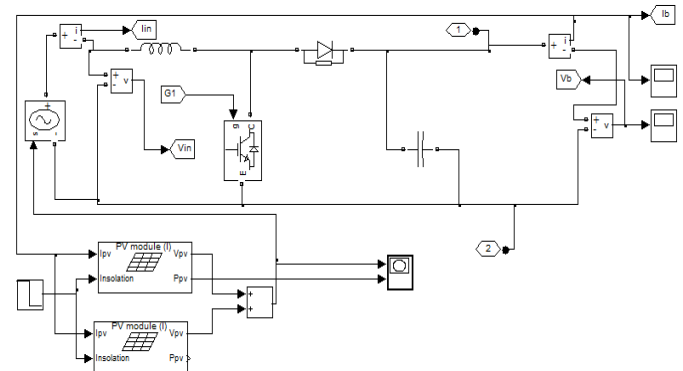 Ib
i
+
-
Iin
1
+
i
-
+
-
v
Vb
G1
g
C
E
Vin
+
-
s
+
-
v
2
PV module (I)
Ipv
Vpv
Insolation
Ppv
+
+
PV module (I)
Ipv
Vpv
Insolation
Ppv